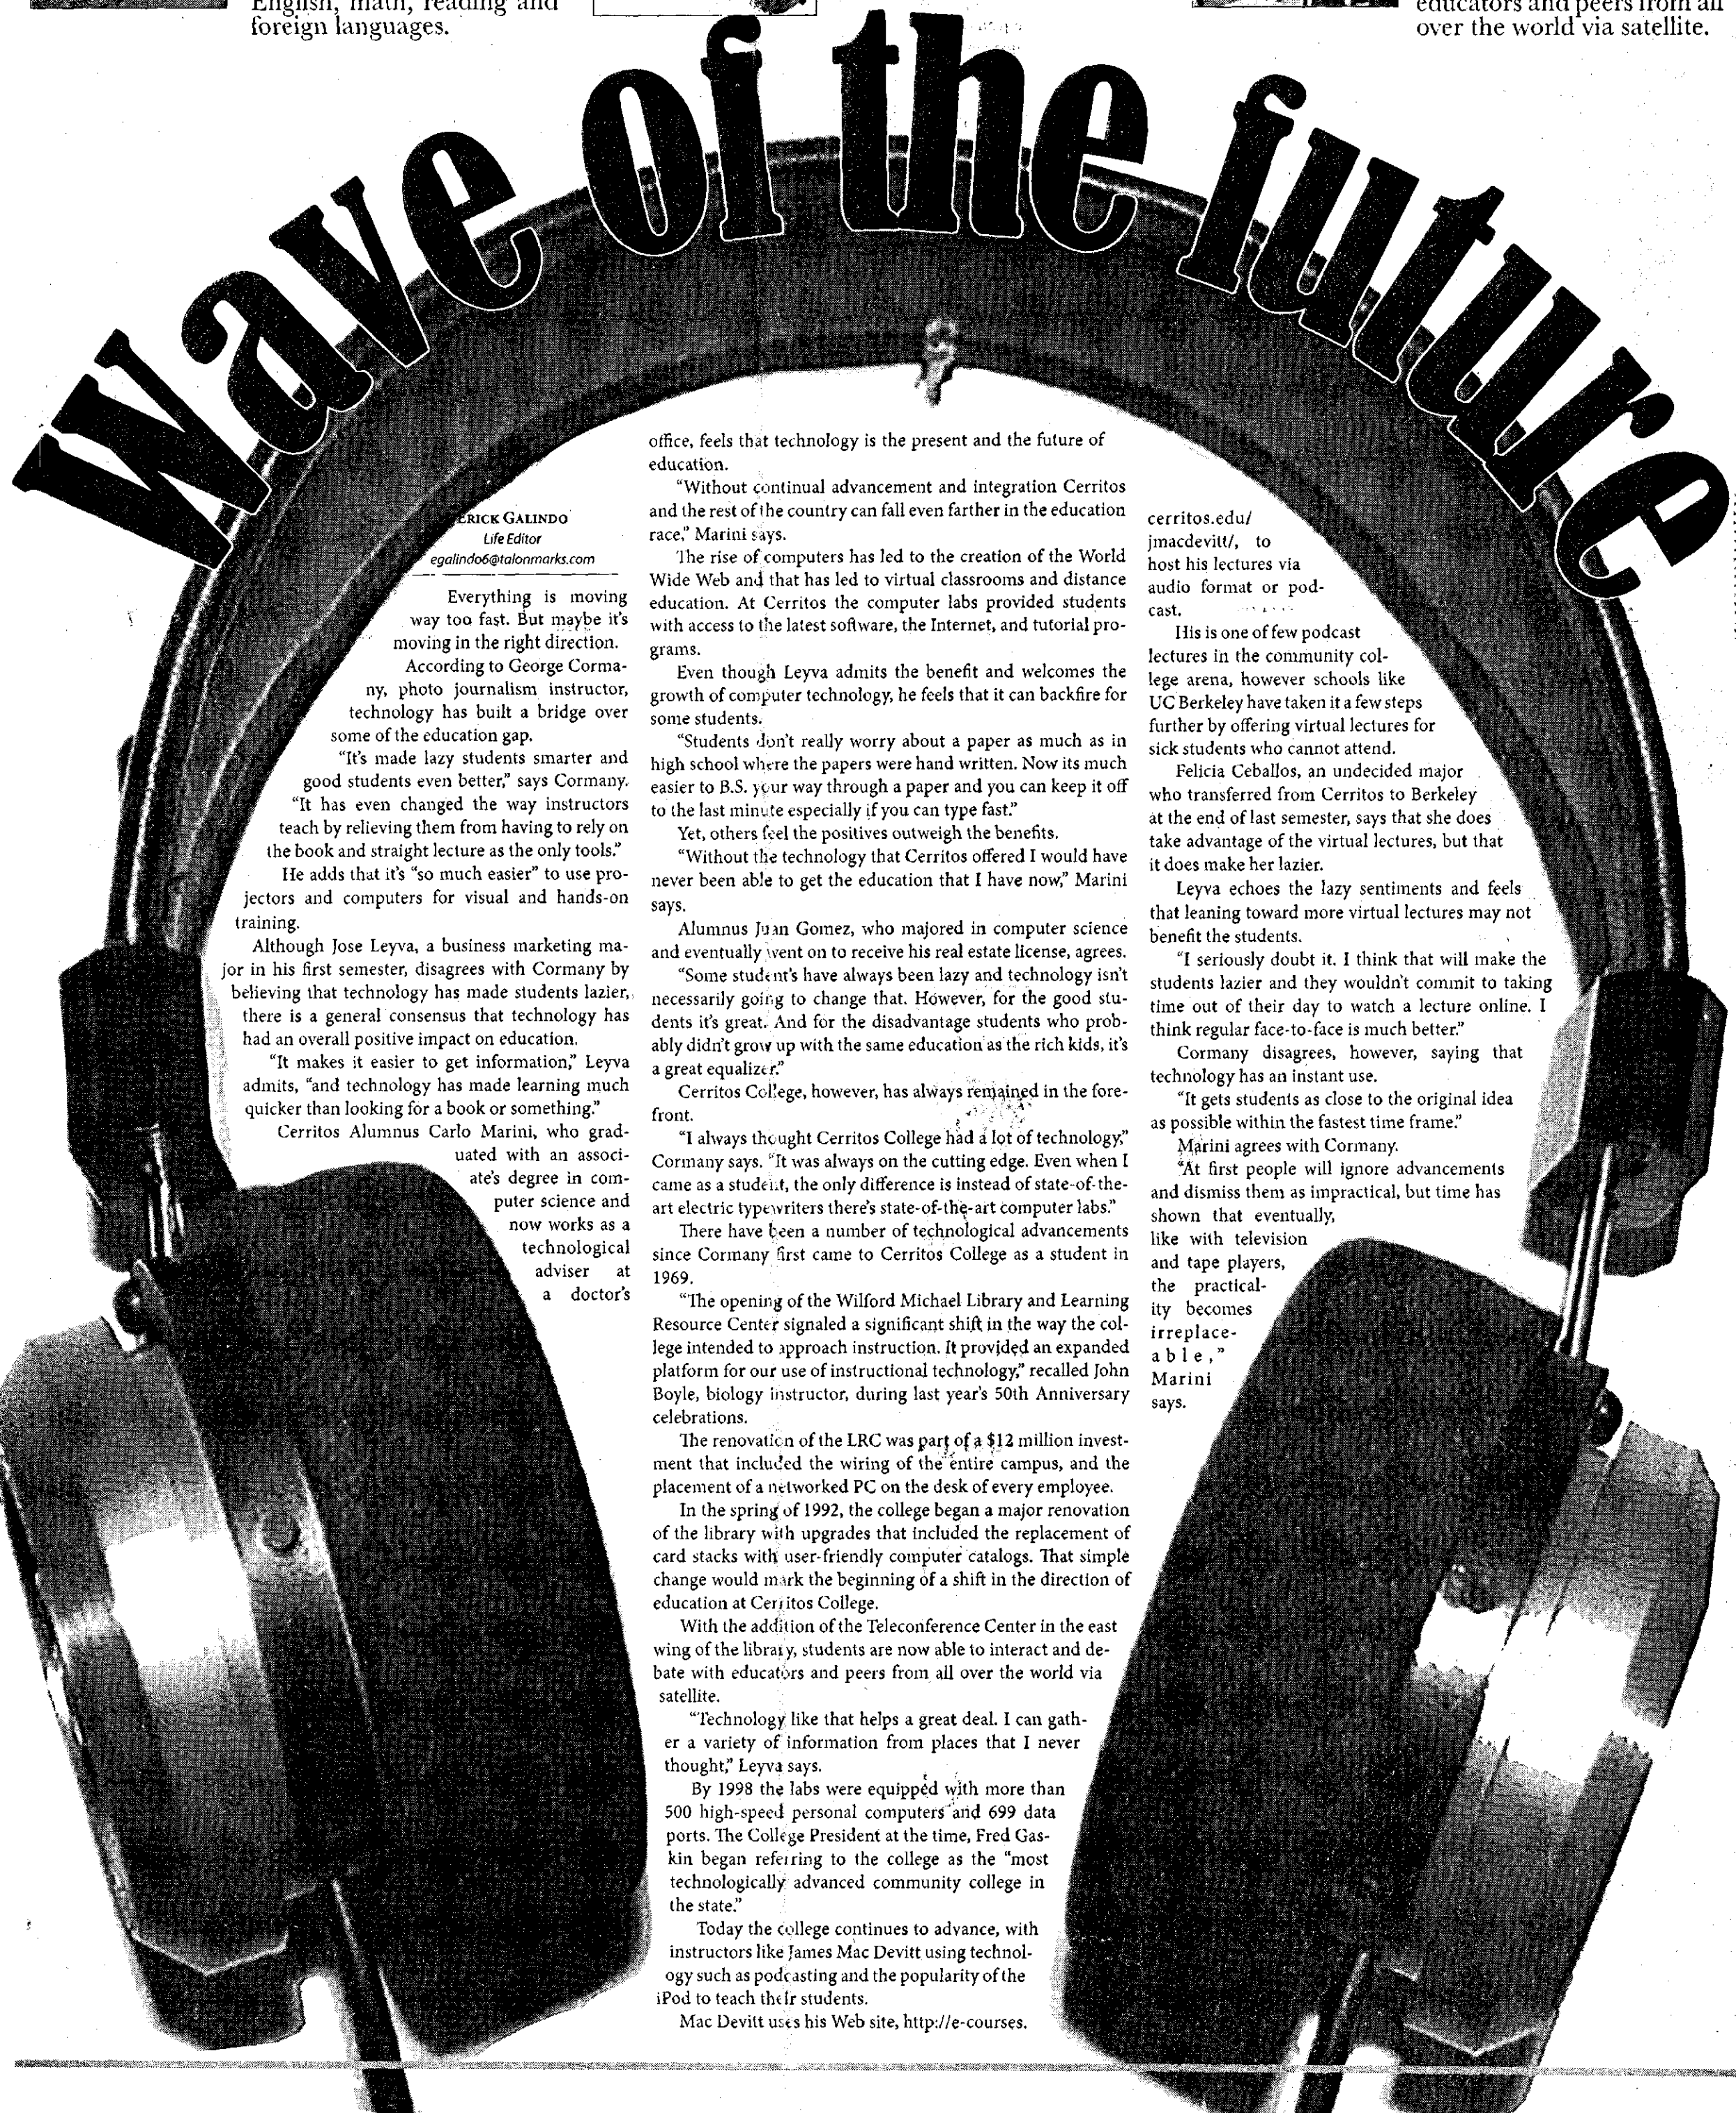 English, math, reading and
foreign languages.
educators and peers from all
over the world via satellite.
Wave of the future
ERICK GALINDO
Life Editor
egalindo6@talonmarks.com
Everything is moving
way too fast. But maybe it's
moving in the right direction.
According to George Corma-
ny, photo journalism instructor,
technology has built a bridge over
some of the education gap.
"It's made lazy students smarter and
good students even better," says Cormany.
"It has even changed the way instructors
teach by relieving them from having to rely on
the book and straight lecture as the only tools."
He adds that it's "so much easier" to use pro-
jectors and computers for visual and hands-on
training.
Although Jose Leyva, a business marketing ma-
jor in his first semester, disagrees with Cormany by
believing that technology has made students lazier,
there is a general consensus that technology has
had an overall positive impact on education.
"It makes it easier to get information," Leyva
admits, "and technology has made learning much
quicker than looking for a book or something."
Cerritos Alumnus Carlo Marini, who grad-
uated with an associ-
ate's degree in com-
puter science and
now works as a
technological
adviser at
a doctor's
office, feels that technology is the present and the future of
education.
"Without continual advancement and integration Cerritos
and the rest of the country can fall even farther in the education
race," Marini says.
The rise of computers has led to the creation of the World
Wide Web and that has led to virtual classrooms and distance
education. At Cerritos the computer labs provided students
with access to the latest software, the Internet, and tutorial pro-
grams.
Even though Leyva admits the benefit and welcomes the
growth of computer technology, he feels that it can backfire for
some students.
"Students don't really worry about a paper as much as in
high school where the papers were hand written. Now its much
easier to B.S. your way through a paper and you can keep it off
to the last minute especially if you can type fast."
Yet, others feel the positives outweigh the benefits.
"Without the technology that Cerritos offered I would have
never been able to get the education that I have now," Marini
says.
Alumnus Juan Gomez, who majored in computer science
and eventually went on to receive his real estate license, agrees.
"Some student's have always been lazy and technology isn't
necessarily going to change that. However, for the good stu-
dents it's great. And for the disadvantage students who prob-
ably didn't grow up with the same education as the rich kids, it's
a great equalizer."
Cerritos College, however, has always remained in the fore-
front.
"I always thought Cerritos College had a lot of technology,"
Cormany says. "It was always on the cutting edge. Even when I
came as a student, the only difference is instead of state-of-the-
art electric typewriters there's state-of-the-art computer labs."
There have been a number of technological advancements
since Cormany first came to Cerritos College as a student in
1969.
"The opening of the Wilford Michael Library and Learning
Resource Center signaled a significant shift in the way the col-
lege intended to approach instruction. It provided an expanded
platform for our use of instructional technology," recalled John
Boyle, biology instructor, during last year's 50th Anniversary
celebrations.
The renovation of the LRC was part of a $12 million invest-
ment that included the wiring of the entire campus, and the
placement of a networked PC on the desk of every employee.
In the spring of 1992, the college began a major renovation
of the library with upgrades that included the replacement of
card stacks with user-friendly computer catalogs. That simple
change would mark the beginning of a shift in the direction of
education at Cerritos College.
With the addition of the Teleconference Center in the east
wing of the library, students are now able to interact and de-
bate with educators and peers from all over the world via
satellite.
"Technology like that helps a great deal. I can gath-
er a variety of information from places that I never
thought," Leyva says.
By 1998 the labs were equipped with more than
500 high-speed personal computers and 699 data
ports. The College President at the time, Fred Gas-
kin began referring to the college as the "most
technologically advanced community college in
the state."
Today the college continues to advance, with
instructors like James Mac Devitt using technol-
ogy such as podcasting and the popularity of the
iPod to teach their students.
Mac Devitt uses his Web site, http://e-courses.
cerritos.edu/
jmacdevitt/, to
host his lectures via
audio format or pod-
cast.
His is one of few podcast
lectures in the community col-
lege arena, however schools like
UC Berkeley have taken it a few steps
further by offering virtual lectures for
sick students who cannot attend.
Felicia Ceballos, an undecided major
who transferred from Cerritos to Berkeley
at the end of last semester, says that she does
take advantage of the virtual lectures, but that
it does make her lazier.
Leyva echoes the lazy sentiments and feels
that leaning toward more virtual lectures may not
benefit the students.
"I seriously doubt it. I think that will make the
students lazier and they wouldn't commit to taking
time out of their day to watch a lecture online. I
think regular face-to-face is much better."
Cormany disagrees, however, saying that
technology has an instant use.
"It gets students as close to the original idea
as possible within the fastest time frame."
Marini agrees with Cormany.
"At first people will ignore advancements
and dismiss them as impractical, but time has
shown that eventually,
like with television
and tape players,
the practical-
ity becomes
irreplace-
able,"
Marini
says.